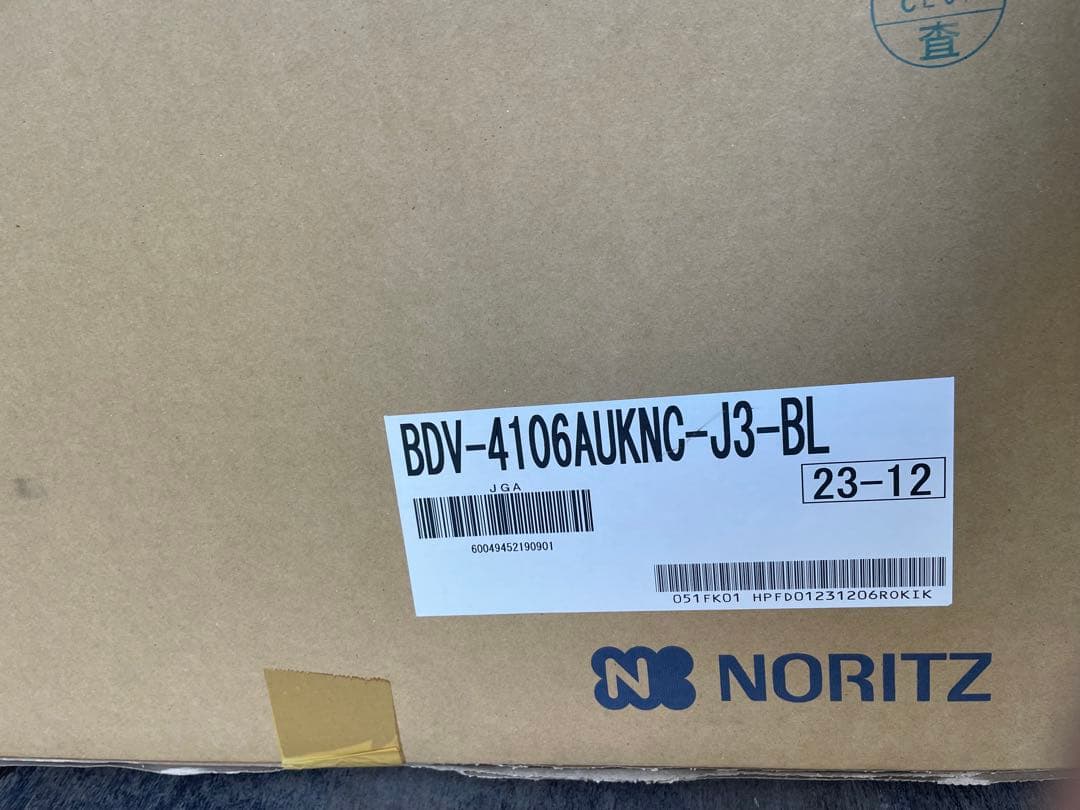 査
BDV-4106AUKNC-J3-BL
23-12
JGA
60049452190901
051FK01 HPFD01231206R0KIK
N NORITZ